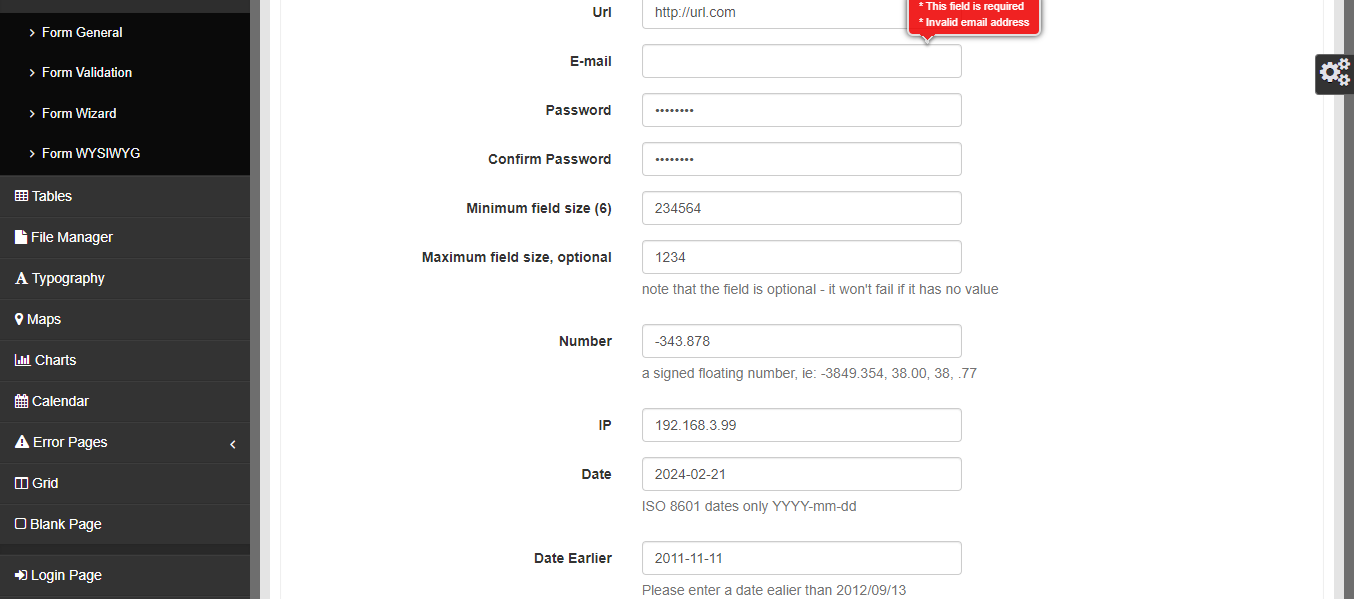 Form General
Form Validation
Form Wizard
Form WYSIWYG
Tables
File Manager
Typography
Maps
Charts
Calendar
Error Pages
Grid
Blank Page
Login Page
* This field is required
* Invalid email address
Url
http://url.com
E-mail
Password
••••••••
Confirm Password
••••••••
Minimum field size (6)
234564
Maximum field size, optional
1234
note that the field is optional - it won't fail if it has no value
Number
-343.878
a signed floating number, ie: -3849.354, 38.00, 38, .77
IP
192.168.3.99
Date
2024-02-21
ISO 8601 dates only YYYY-mm-dd
Date Earlier
2011-11-11
Please enter a date ealier than 2012/09/13